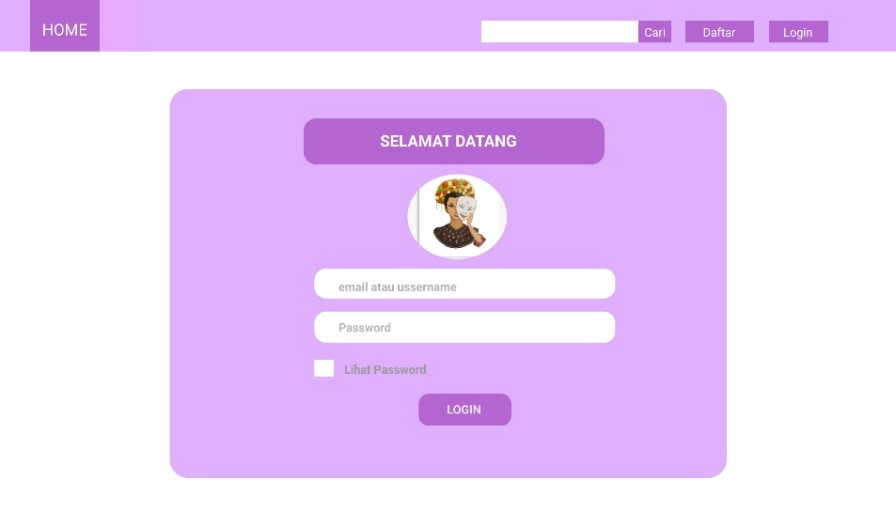 HOME
Cari
Daftar
Login
SELAMAT DATANG
email atau ussername
Password
Lihat Password
LOGIN